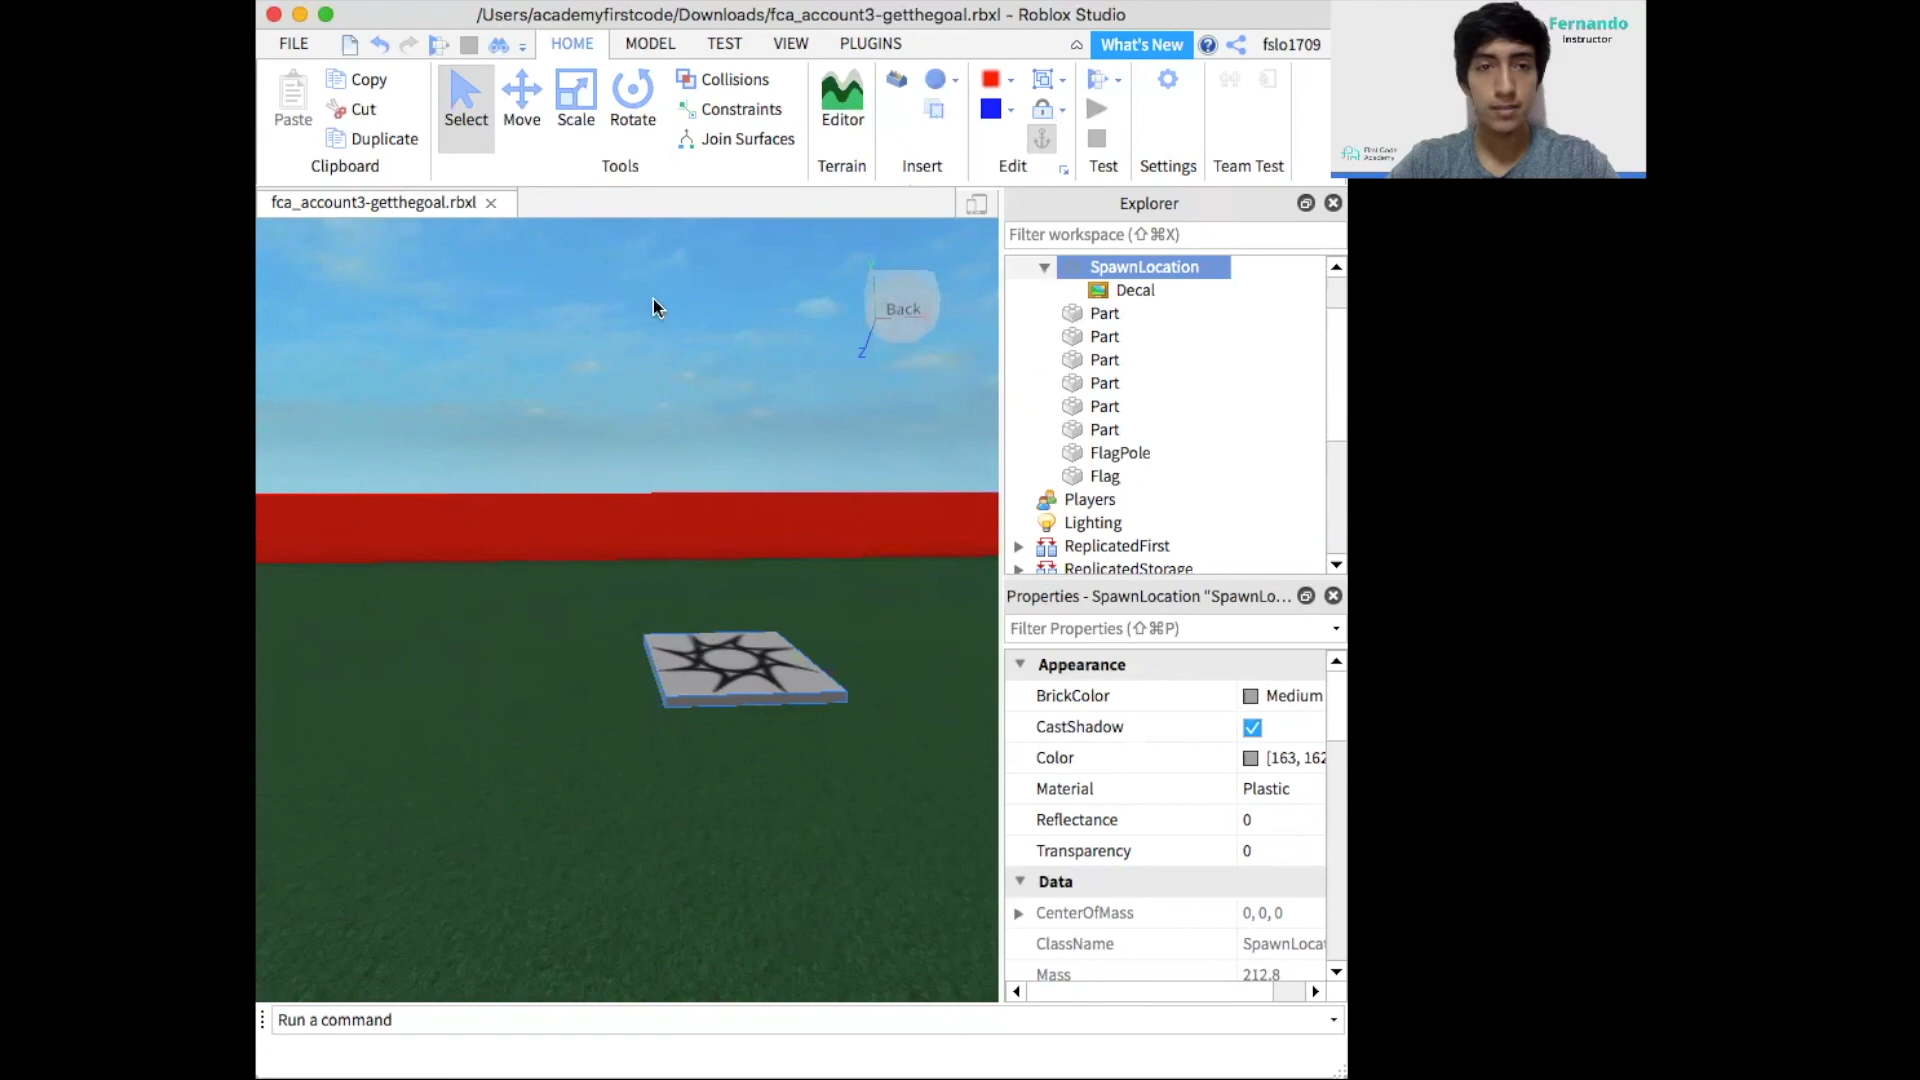 /Users/academyfirstcode/Downloads/fca_account3-getthegoal.rbxl - Roblox Studio
Fernando
Instructor
FILE
HOME
MODEL
TEST
VIEW
PLUGINS
What's New
fslo1709
Paste
Copy
Cut
Duplicate
Clipboard
Select
Move
Scale
Rotate
Collisions
Constraints
Join Surfaces
Tools
Editor
Terrain
Insert
Edit
Test
Settings
Team Test
First Code
Academy
fca_account3-getthegoal.rbxl
Y
Back
Z
Explorer
Filter workspace (⇧⌘X)
SpawnLocation
Decal
Part
Part
Part
Part
Part
Part
FlagPole
Flag
Players
Lighting
ReplicatedFirst
ReplicatedStorage
Properties - SpawnLocation "SpawnLo...
Filter Properties (⇧⌘P)
Appearance
BrickColor Medium
CastShadow
Color [163, 162
Material Plastic
Reflectance 0
Transparency 0
Data
CenterOfMass 0, 0, 0
ClassName SpawnLocat
Mass 212.8
Run a command